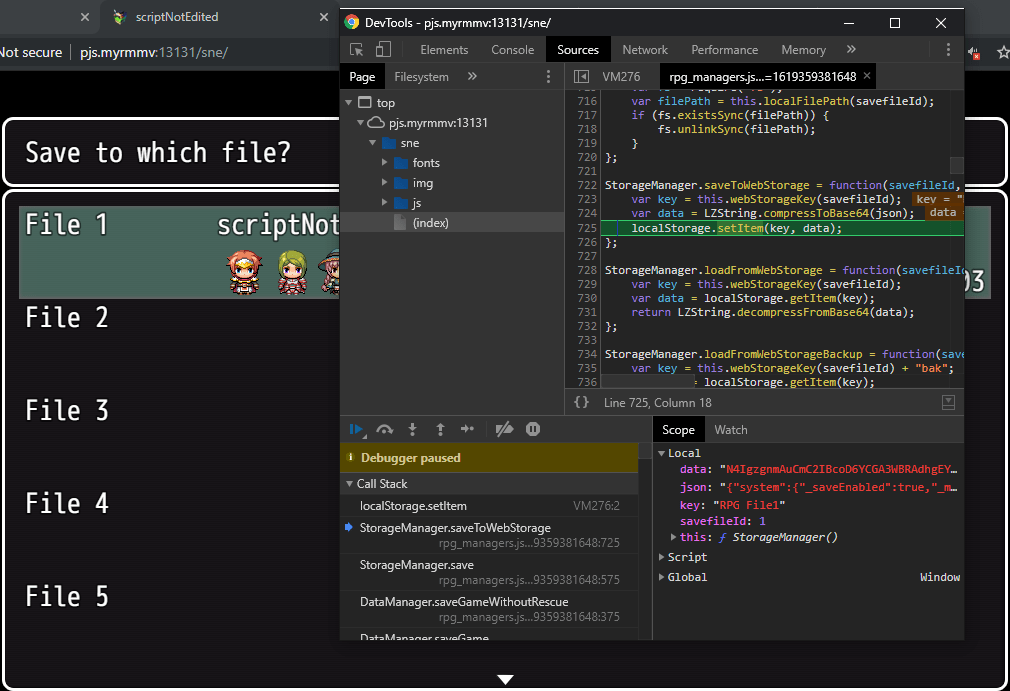 scriptNotEdited
DevTools - pjs.myrmmv:13131/sne/
Not secure | pjs.myrmmv:13131/sne/
Elements Console Sources Network Performance Memory
Page Filesystem
VM276 rpg_managers.js...=1619359381648
top
pjs.myrmmv:13131
sne
fonts
img
js
(index)
716 var filePath = this.localFilePath(savefileId);
717 if (fs.existsSync(filePath)) {
718 fs.unlinkSync(filePath);
719 }
720 };
721
722 StorageManager.saveToWebStorage = function(savefileId,
723 var key = this.webStorageKey(savefileId); key = "
724 var data = LZString.compressToBase64(json); data
725 localStorage.setItem(key, data);
726 };
727
728 StorageManager.loadFromWebStorage = function(savefileId
729 var key = this.webStorageKey(savefileId);
730 var data = localStorage.getItem(key);
731 return LZString.decompressFromBase64(data);
732 };
733
734 StorageManager.loadFromWebStorageBackup = function(save
735 var key = this.webStorageKey(savefileId) + "bak";
736 = localStorage.getItem(key);
{} Line 725, Column 18
Debugger paused
Call Stack
localStorage.setItem VM276:2
StorageManager.saveToWebStorage
rpg_managers.js...9359381648:725
StorageManager.save
rpg_managers.js...9359381648:575
DataManager.saveGameWithoutRescue
rpg_managers.js...9359381648:375
DataManager.saveGame
Scope Watch
Local
data: "N4IgzgnmAuCmC2IBcoD6YCGA3WBRAdhgEY…
json: "{"system":{"_saveEnabled":true,"_m…
key: "RPG File1"
savefileId: 1
this: ƒ StorageManager()
Script
Global Window
Save to which file?
File 1 scriptNot
03
File 2
File 3
File 4
File 5